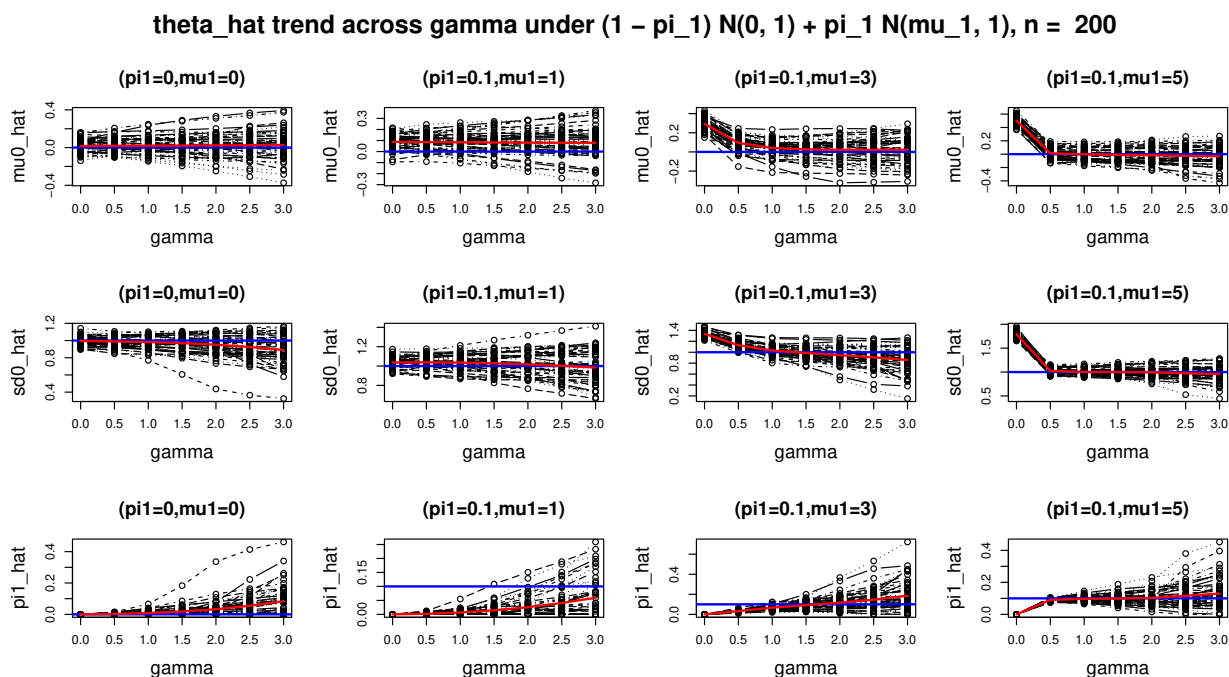 theta_hat trend across gamma under (1 − pi_1) N(0, 1) + pi_1 N(mu_1, 1), n = 200
(pi1=0,mu1=0) (pi1=0.1,mu1=1) (pi1=0.1,mu1=3) (pi1=0.1,mu1=5)
mu0_hat
−0.4 0.0 0.4
0.0 0.5 1.0 1.5 2.0 2.5 3.0
gamma
mu0_hat
−0.3 0.0 0.3
0.0 0.5 1.0 1.5 2.0 2.5 3.0
gamma
mu0_hat
−0.2 0.2
0.0 0.5 1.0 1.5 2.0 2.5 3.0
gamma
mu0_hat
−0.4 0.2
0.0 0.5 1.0 1.5 2.0 2.5 3.0
gamma
(pi1=0,mu1=0) (pi1=0.1,mu1=1) (pi1=0.1,mu1=3) (pi1=0.1,mu1=5)
sd0_hat
0.4 0.8 1.2
0.0 0.5 1.0 1.5 2.0 2.5 3.0
gamma
sd0_hat
0.8 1.2
0.0 0.5 1.0 1.5 2.0 2.5 3.0
gamma
sd0_hat
0.2 0.8 1.4
0.0 0.5 1.0 1.5 2.0 2.5 3.0
gamma
sd0_hat
0.5 1.5
0.0 0.5 1.0 1.5 2.0 2.5 3.0
gamma
(pi1=0,mu1=0) (pi1=0.1,mu1=1) (pi1=0.1,mu1=3) (pi1=0.1,mu1=5)
pi1_hat
0.0 0.2 0.4
0.0 0.5 1.0 1.5 2.0 2.5 3.0
gamma
pi1_hat
0.00 0.15
0.0 0.5 1.0 1.5 2.0 2.5 3.0
gamma
pi1_hat
0.0 0.4
0.0 0.5 1.0 1.5 2.0 2.5 3.0
gamma
pi1_hat
0.0 0.2 0.4
0.0 0.5 1.0 1.5 2.0 2.5 3.0
gamma